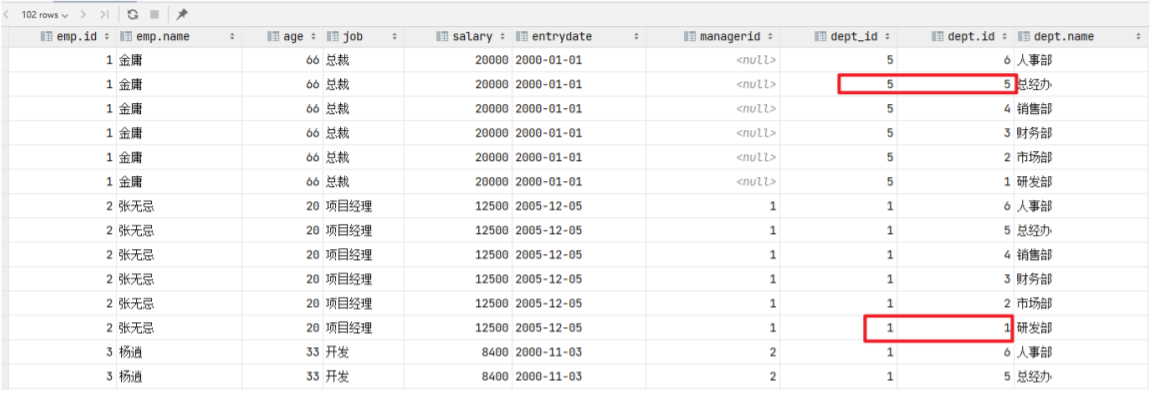 102 rows
emp.id emp.name age job salary entrydate managerid dept_id dept.id dept.name
1 金庸 66 总裁 20000 2000-01-01 <null> 5 6 人事部
1 金庸 66 总裁 20000 2000-01-01 <null> 5 5 总经办
1 金庸 66 总裁 20000 2000-01-01 <null> 5 4 销售部
1 金庸 66 总裁 20000 2000-01-01 <null> 5 3 财务部
1 金庸 66 总裁 20000 2000-01-01 <null> 5 2 市场部
1 金庸 66 总裁 20000 2000-01-01 <null> 5 1 研发部
2 张无忌 20 项目经理 12500 2005-12-05 1 1 6 人事部
2 张无忌 20 项目经理 12500 2005-12-05 1 1 5 总经办
2 张无忌 20 项目经理 12500 2005-12-05 1 1 4 销售部
2 张无忌 20 项目经理 12500 2005-12-05 1 1 3 财务部
2 张无忌 20 项目经理 12500 2005-12-05 1 1 2 市场部
2 张无忌 20 项目经理 12500 2005-12-05 1 1 1 研发部
3 杨逍 33 开发 8400 2000-11-03 2 1 6 人事部
3 杨逍 33 开发 8400 2000-11-03 2 1 5 总经办